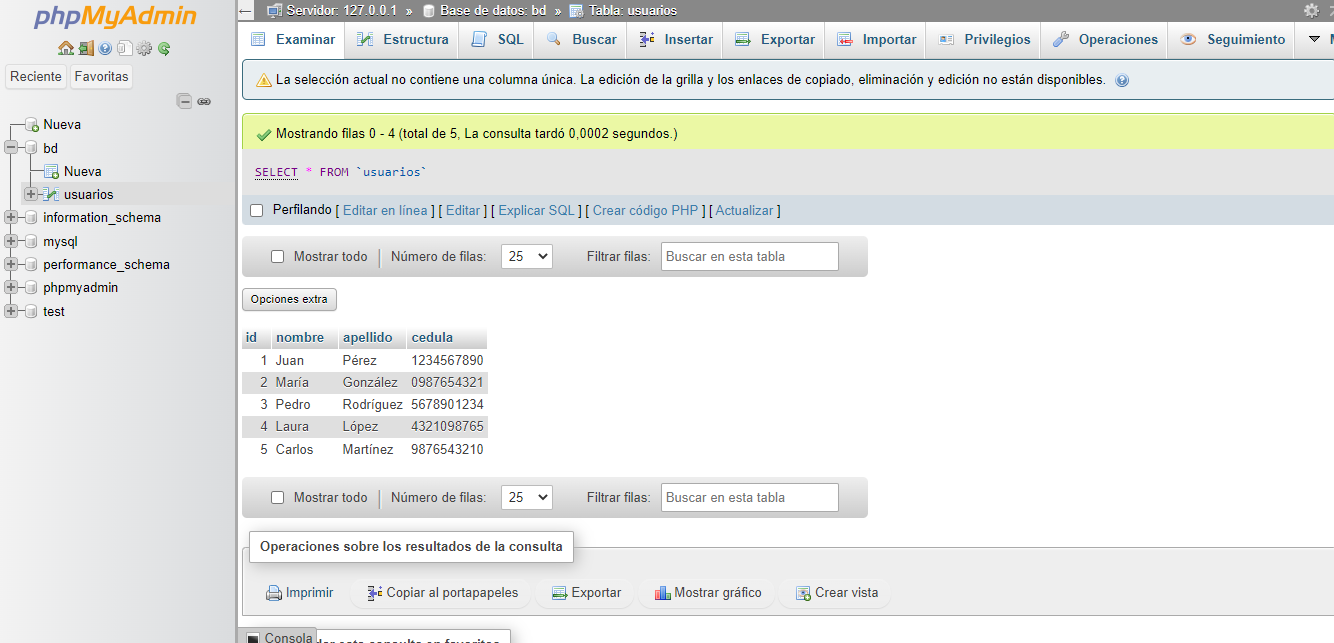 phpMyAdmin
Reciente Favoritas
Nueva
bd
Nueva
usuarios
information_schema
mysql
performance_schema
phpmyadmin
test
Servidor: 127.0.0.1 » Base de datos: bd » Tabla: usuarios
Examinar Estructura SQL Buscar Insertar Exportar Importar Privilegios Operaciones Seguimiento
La selección actual no contiene una columna única. La edición de la grilla y los enlaces de copiado, eliminación y edición no están disponibles.
Mostrando filas 0 - 4 (total de 5, La consulta tardó 0,0002 segundos.)
SELECT * FROM `usuarios`
Perfilando [ Editar en línea ] [ Editar ] [ Explicar SQL ] [ Crear código PHP ] [ Actualizar ]
Mostrar todo | Número de filas: 25 Filtrar filas: Buscar en esta tabla
Opciones extra
id nombre apellido cedula
1 Juan Pérez 1234567890
2 María González 0987654321
3 Pedro Rodríguez 5678901234
4 Laura López 4321098765
5 Carlos Martínez 9876543210
Mostrar todo | Número de filas: 25 Filtrar filas: Buscar en esta tabla
Operaciones sobre los resultados de la consulta
Imprimir Copiar al portapapeles Exportar Mostrar gráfico Crear vista
Consola